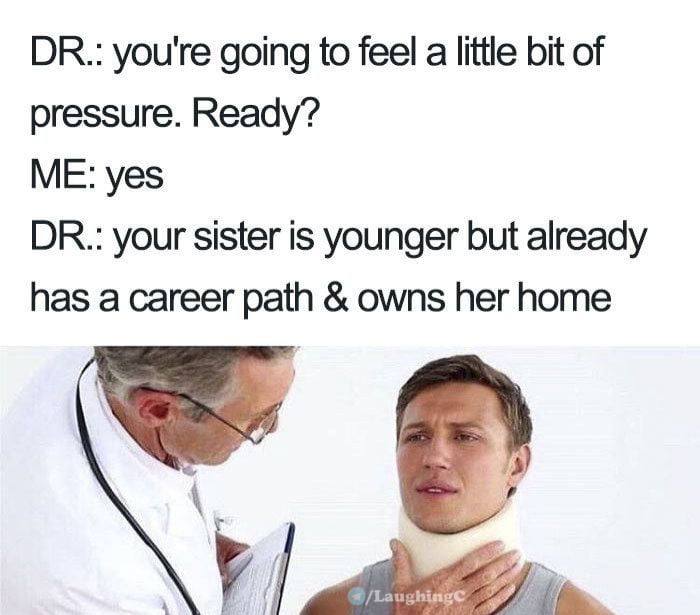 DR.: you're going to feel a little bit of
pressure. Ready?
ME: yes
DR.: your sister is younger but already
has a career path & owns her home
/LaughingC